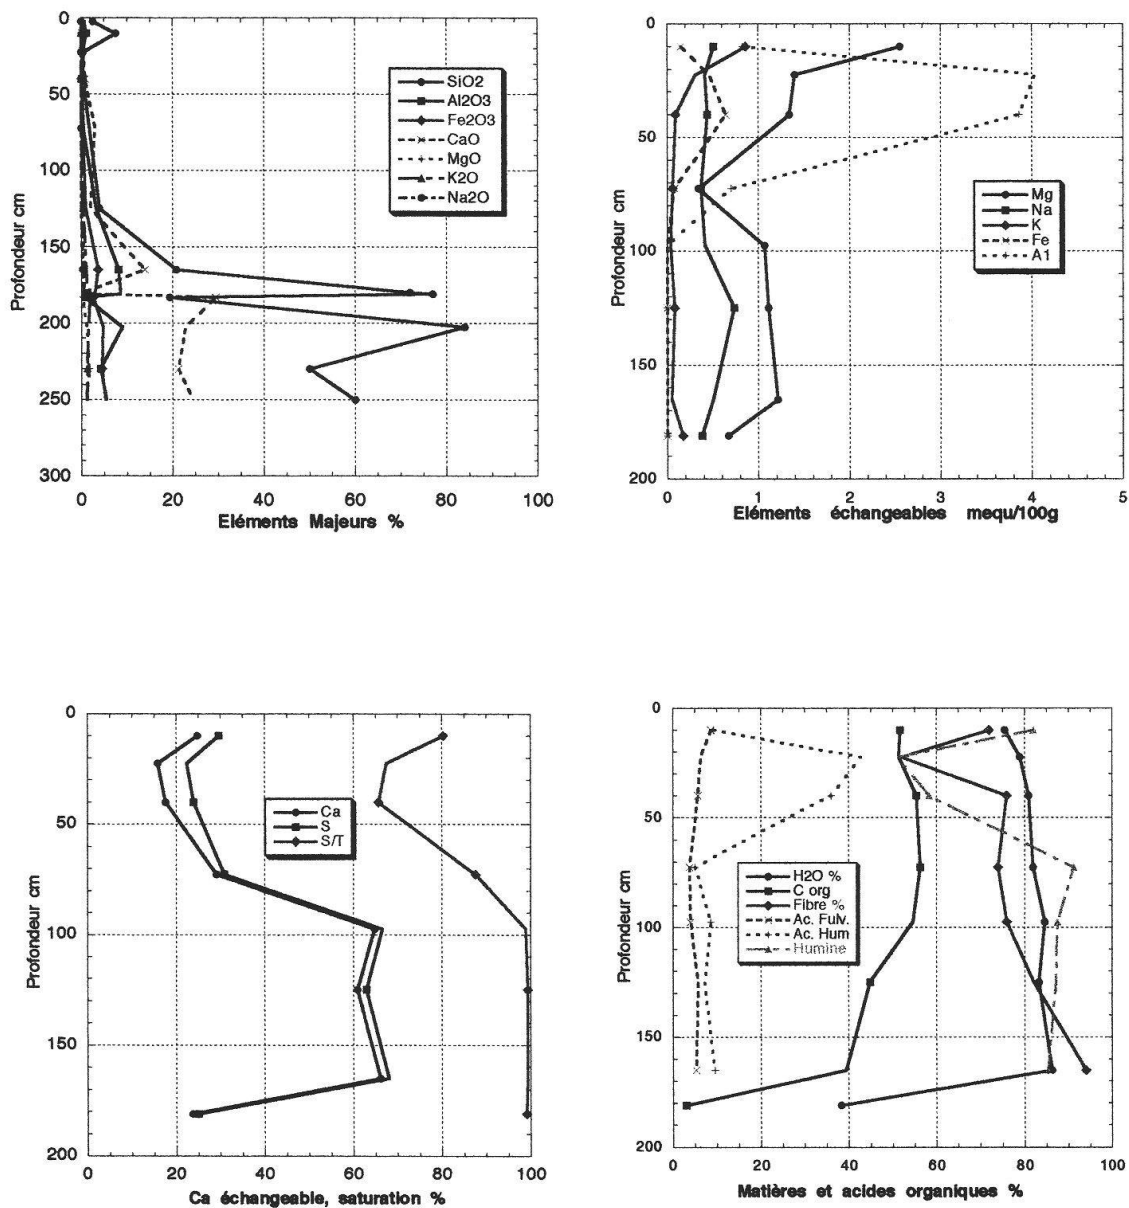 0
50
100
150
200
250
300
Profondeur cm
SiO2
Al2O3
Fe2O3
CaO
MgO
K2O
Na2O
0 20 40 60 80 100
Eléments Majeurs %
0
50
100
150
200
Profondeur cm
Mg
Na
K
Fe
A1
0 1 2 3 4 5
Eléments échangeables mequ/100g
0
50
100
150
200
Profondeur cm
Ca
S
S/T
0 20 40 60 80 100
Ca échangeable, saturation %
0
50
100
150
200
Profondeur cm
H2O %
C org
Fibre %
Ac. Fulv.
Ac. Hum
Humine
0 20 40 60 80 100
Matières et acides organiques %